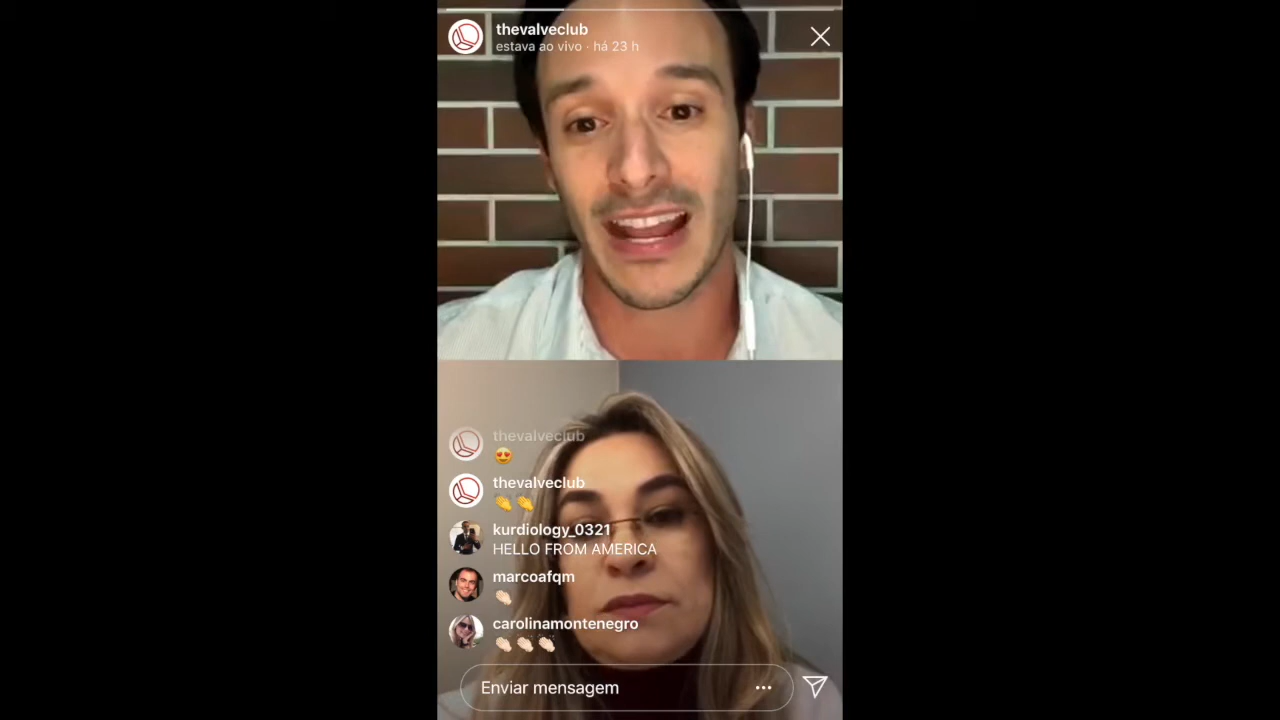 thevalveclub
estava ao vivo · há 23 h
thevalveclub
😍
thevalveclub
👏👏
kurdiology_0321
HELLO FROM AMERICA
marcoafqm
👏🏻
carolinamontenegro
👏🏻👏🏻👏🏻
Enviar mensagem